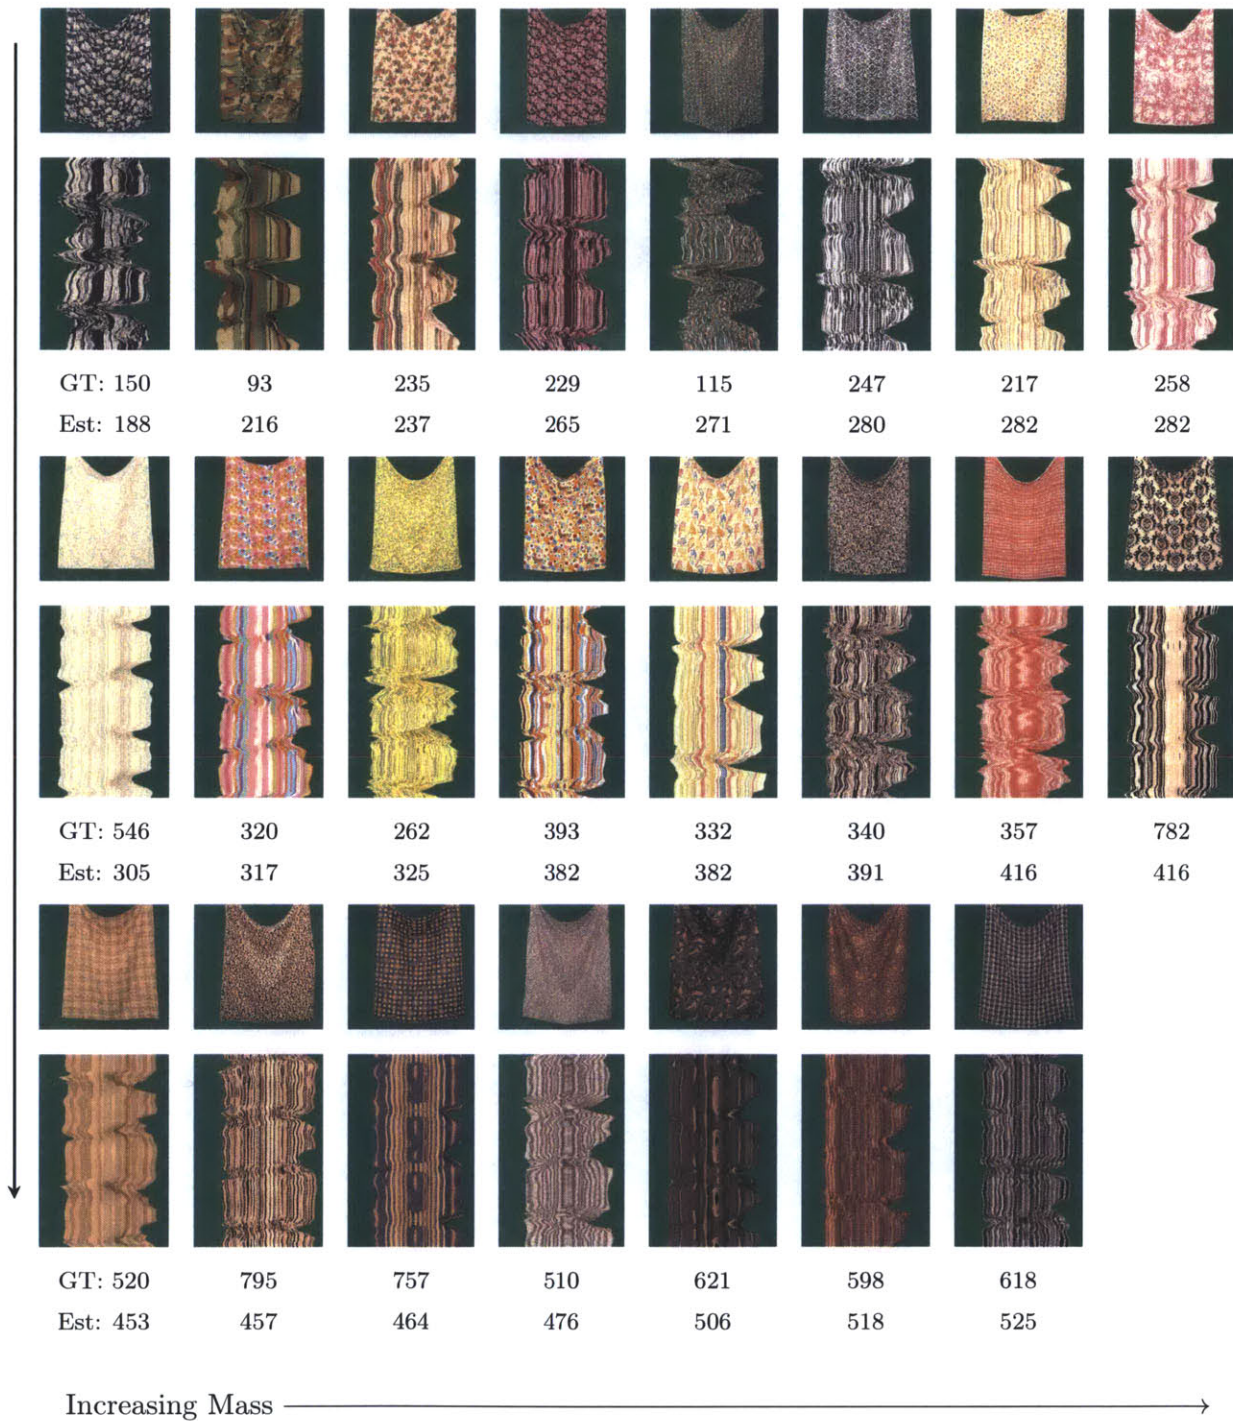 GT: 150 93 235 229 115 247 217 258
Est: 188 216 237 265 271 280 282 282
GT: 546 320 262 393 332 340 357 782
Est: 305 317 325 382 382 391 416 416
GT: 520 795 757 510 621 598 618
Est: 453 457 464 476 506 518 525
Increasing Mass